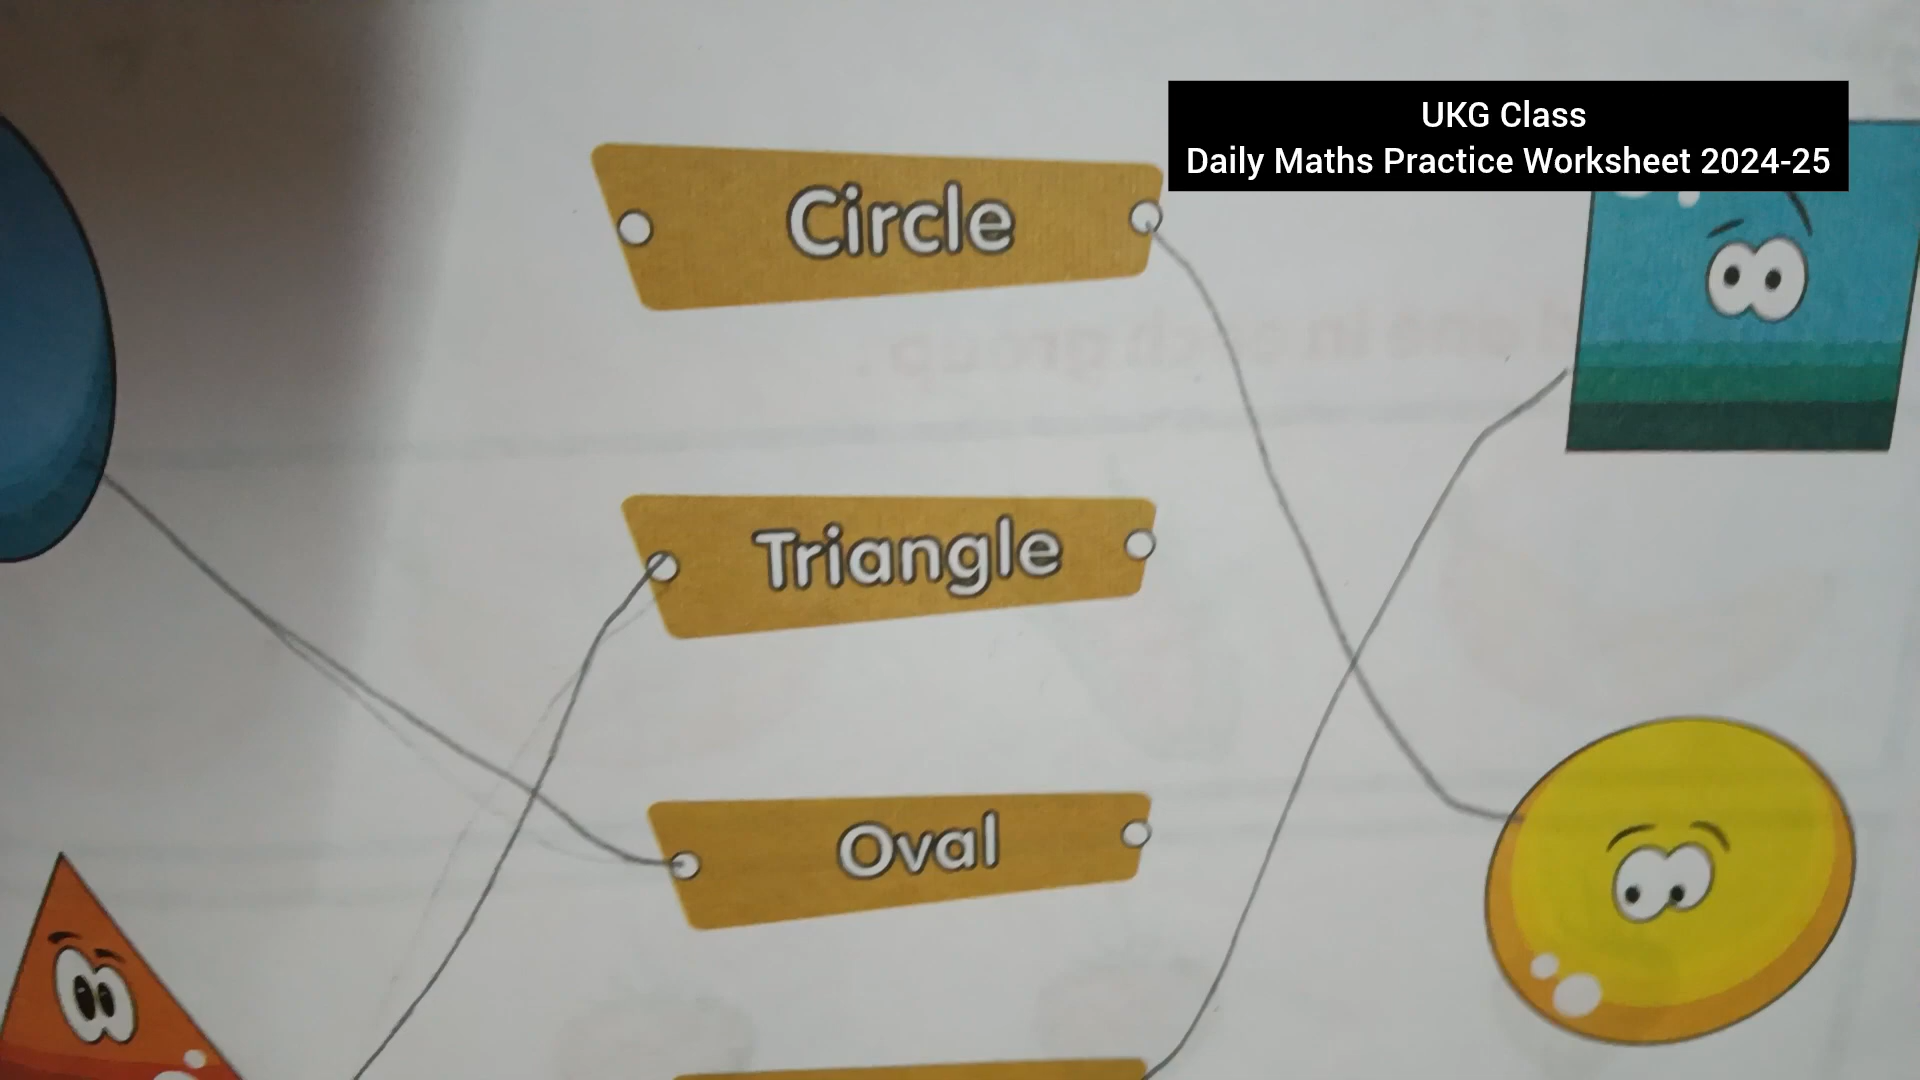 UKG Class
Daily Maths Practice Worksheet 2024-25
Circle
Triangle
Oval